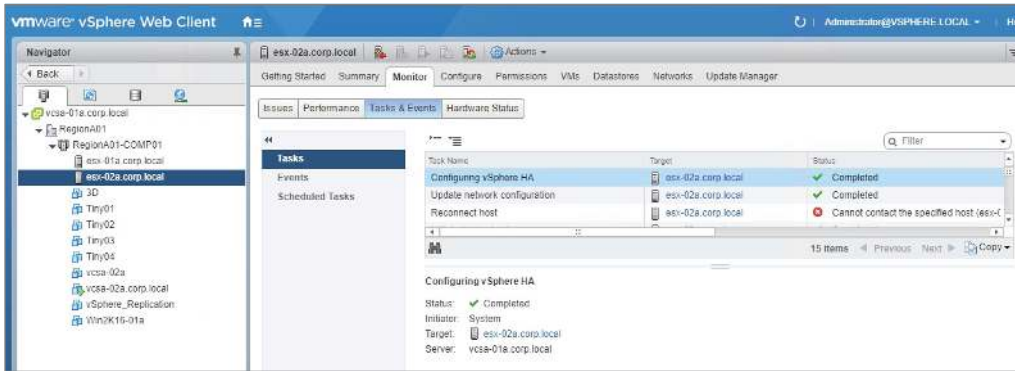 vmware® vSphere Web Client
Administrator@VSPHERE.LOCAL
Navigator
Back
vcsa-01a.corp.local
RegionA01
RegionA01-COMP01
esx-01a.corp.local
esx-02a.corp.local
3D
Tiny01
Tiny02
Tiny03
Tiny04
vcsa-02a
vcsa-02a.corp.local
vSphere_Replication
Win2K16-01a
esx-02a.corp.local Actions
Getting Started Summary Monitor Configure Permissions VMs Datastores Networks Update Manager
Issues Performance Tasks & Events Hardware Status
Tasks
Events
Scheduled Tasks
Filter
Task Name Target Status
Configuring vSphere HA esx-02a.corp.local Completed
Update network configuration esx-02a.corp.local Completed
Reconnect host esx-02a.corp.local Cannot contact the specified host (esx-0
15 items Previous Next Copy
Configuring vSphere HA
Status: Completed
Initiator: System
Target: esx-02a.corp.local
Server: vcsa-01a.corp.local